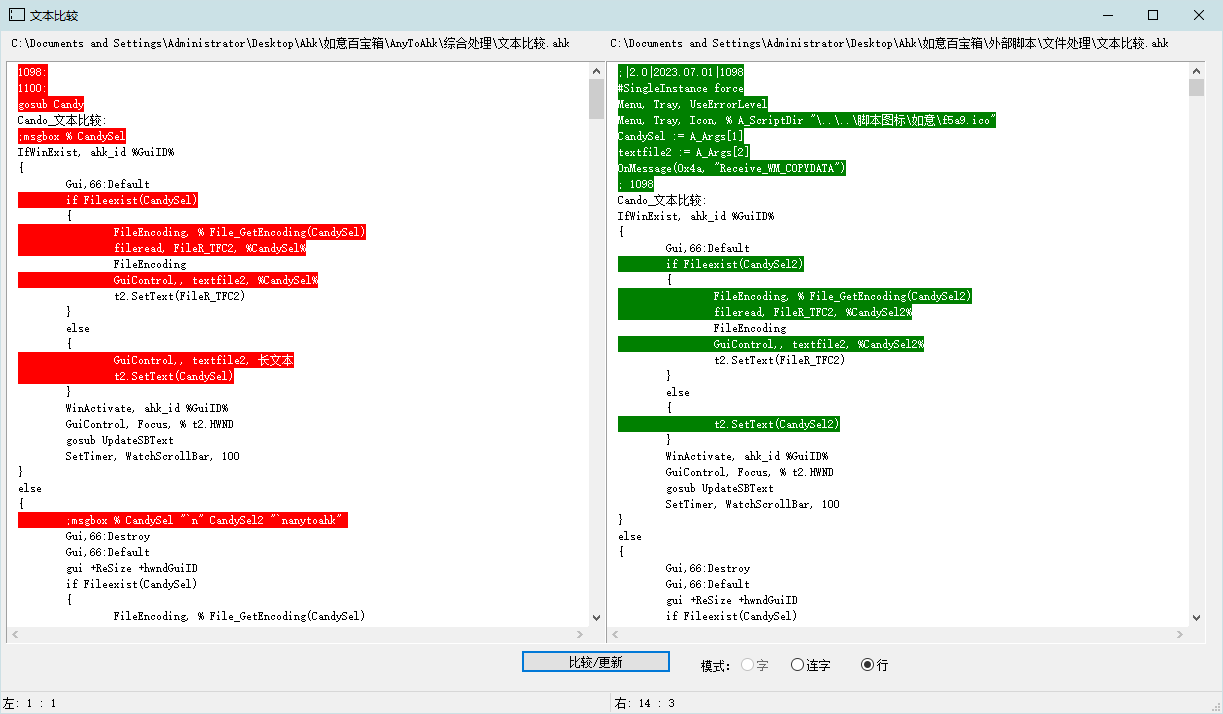 文本比较
C:\Documents and Settings\Administrator\Desktop\Ahk\如意百宝箱\AnyToAhk\综合处理\文本比较.ahk
C:\Documents and Settings\Administrator\Desktop\Ahk\如意百宝箱\外部脚本\文件处理\文本比较.ahk
1098:
1100:
gosub Candy
Cando_文本比较:
;msgbox % CandySel
IfWinExist, ahk_id %GuiID%
{
Gui,66:Default
if Fileexist(CandySel)
{
FileEncoding, % File_GetEncoding(CandySel)
fileread, FileR_TFC2, %CandySel%
FileEncoding
GuiControl,, textfile2, %CandySel%
t2.SetText(FileR_TFC2)
}
else
{
GuiControl,, textfile2, 长文本
t2.SetText(CandySel)
}
WinActivate, ahk_id %GuiID%
GuiControl, Focus, % t2.HWND
gosub UpdateSBText
SetTimer, WatchScrollBar, 100
}
else
{
;msgbox % CandySel "`n" CandySel2 "`nanytoahk"
Gui,66:Destroy
Gui,66:Default
gui +ReSize +hwndGuiID
if Fileexist(CandySel)
{
FileEncoding, % File_GetEncoding(CandySel)
;|2.0|2023.07.01|1098
#SingleInstance force
Menu, Tray, UseErrorLevel
Menu, Tray, Icon, % A_ScriptDir "\..\..\脚本图标\如意\f5a9.ico"
CandySel := A_Args[1]
textfile2 := A_Args[2]
OnMessage(0x4a, "Receive_WM_COPYDATA")
; 1098
Cando_文本比较:
IfWinExist, ahk_id %GuiID%
{
Gui,66:Default
if Fileexist(CandySel2)
{
FileEncoding, % File_GetEncoding(CandySel2)
fileread, FileR_TFC2, %CandySel2%
FileEncoding
GuiControl,, textfile2, %CandySel2%
t2.SetText(FileR_TFC2)
}
else
{
t2.SetText(CandySel2)
}
WinActivate, ahk_id %GuiID%
GuiControl, Focus, % t2.HWND
gosub UpdateSBText
SetTimer, WatchScrollBar, 100
}
else
{
Gui,66:Destroy
Gui,66:Default
gui +ReSize +hwndGuiID
if Fileexist(CandySel)
比较/更新
模式: 字 连字 行
左: 1 : 1
右: 14 : 3